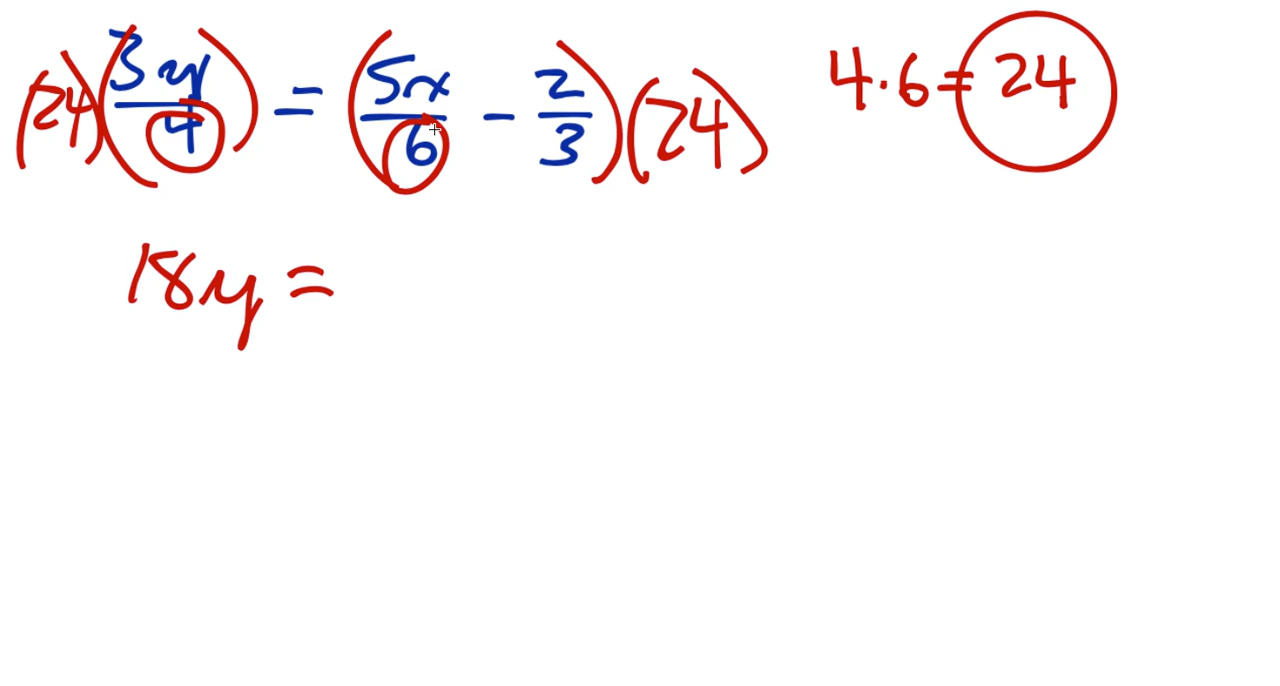 (24)(3y/4) = (5x/6 - 2/3)(24)
4·6=24
18y =